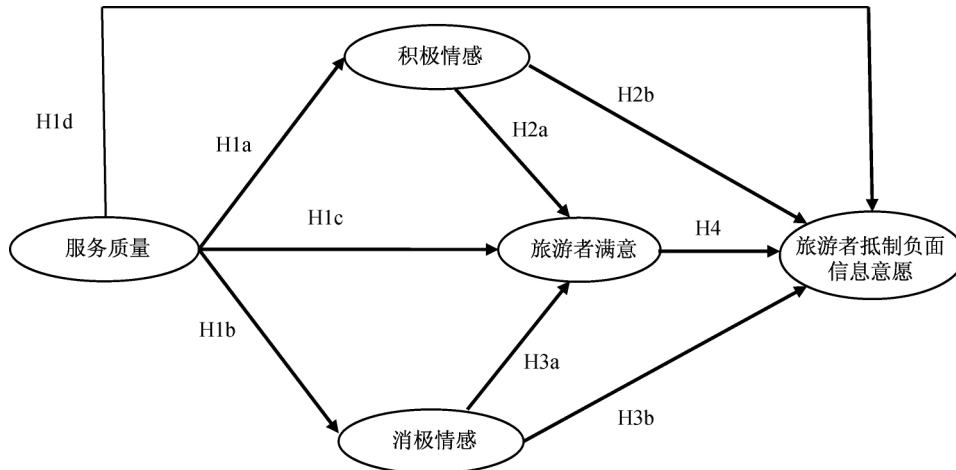 积极情感
H2b
H1d
H1a
H2a
H1c
H4
服务质量
旅游者满意
旅游者抵制负面
信息意愿
H1b
H3a
H3b
消极情感